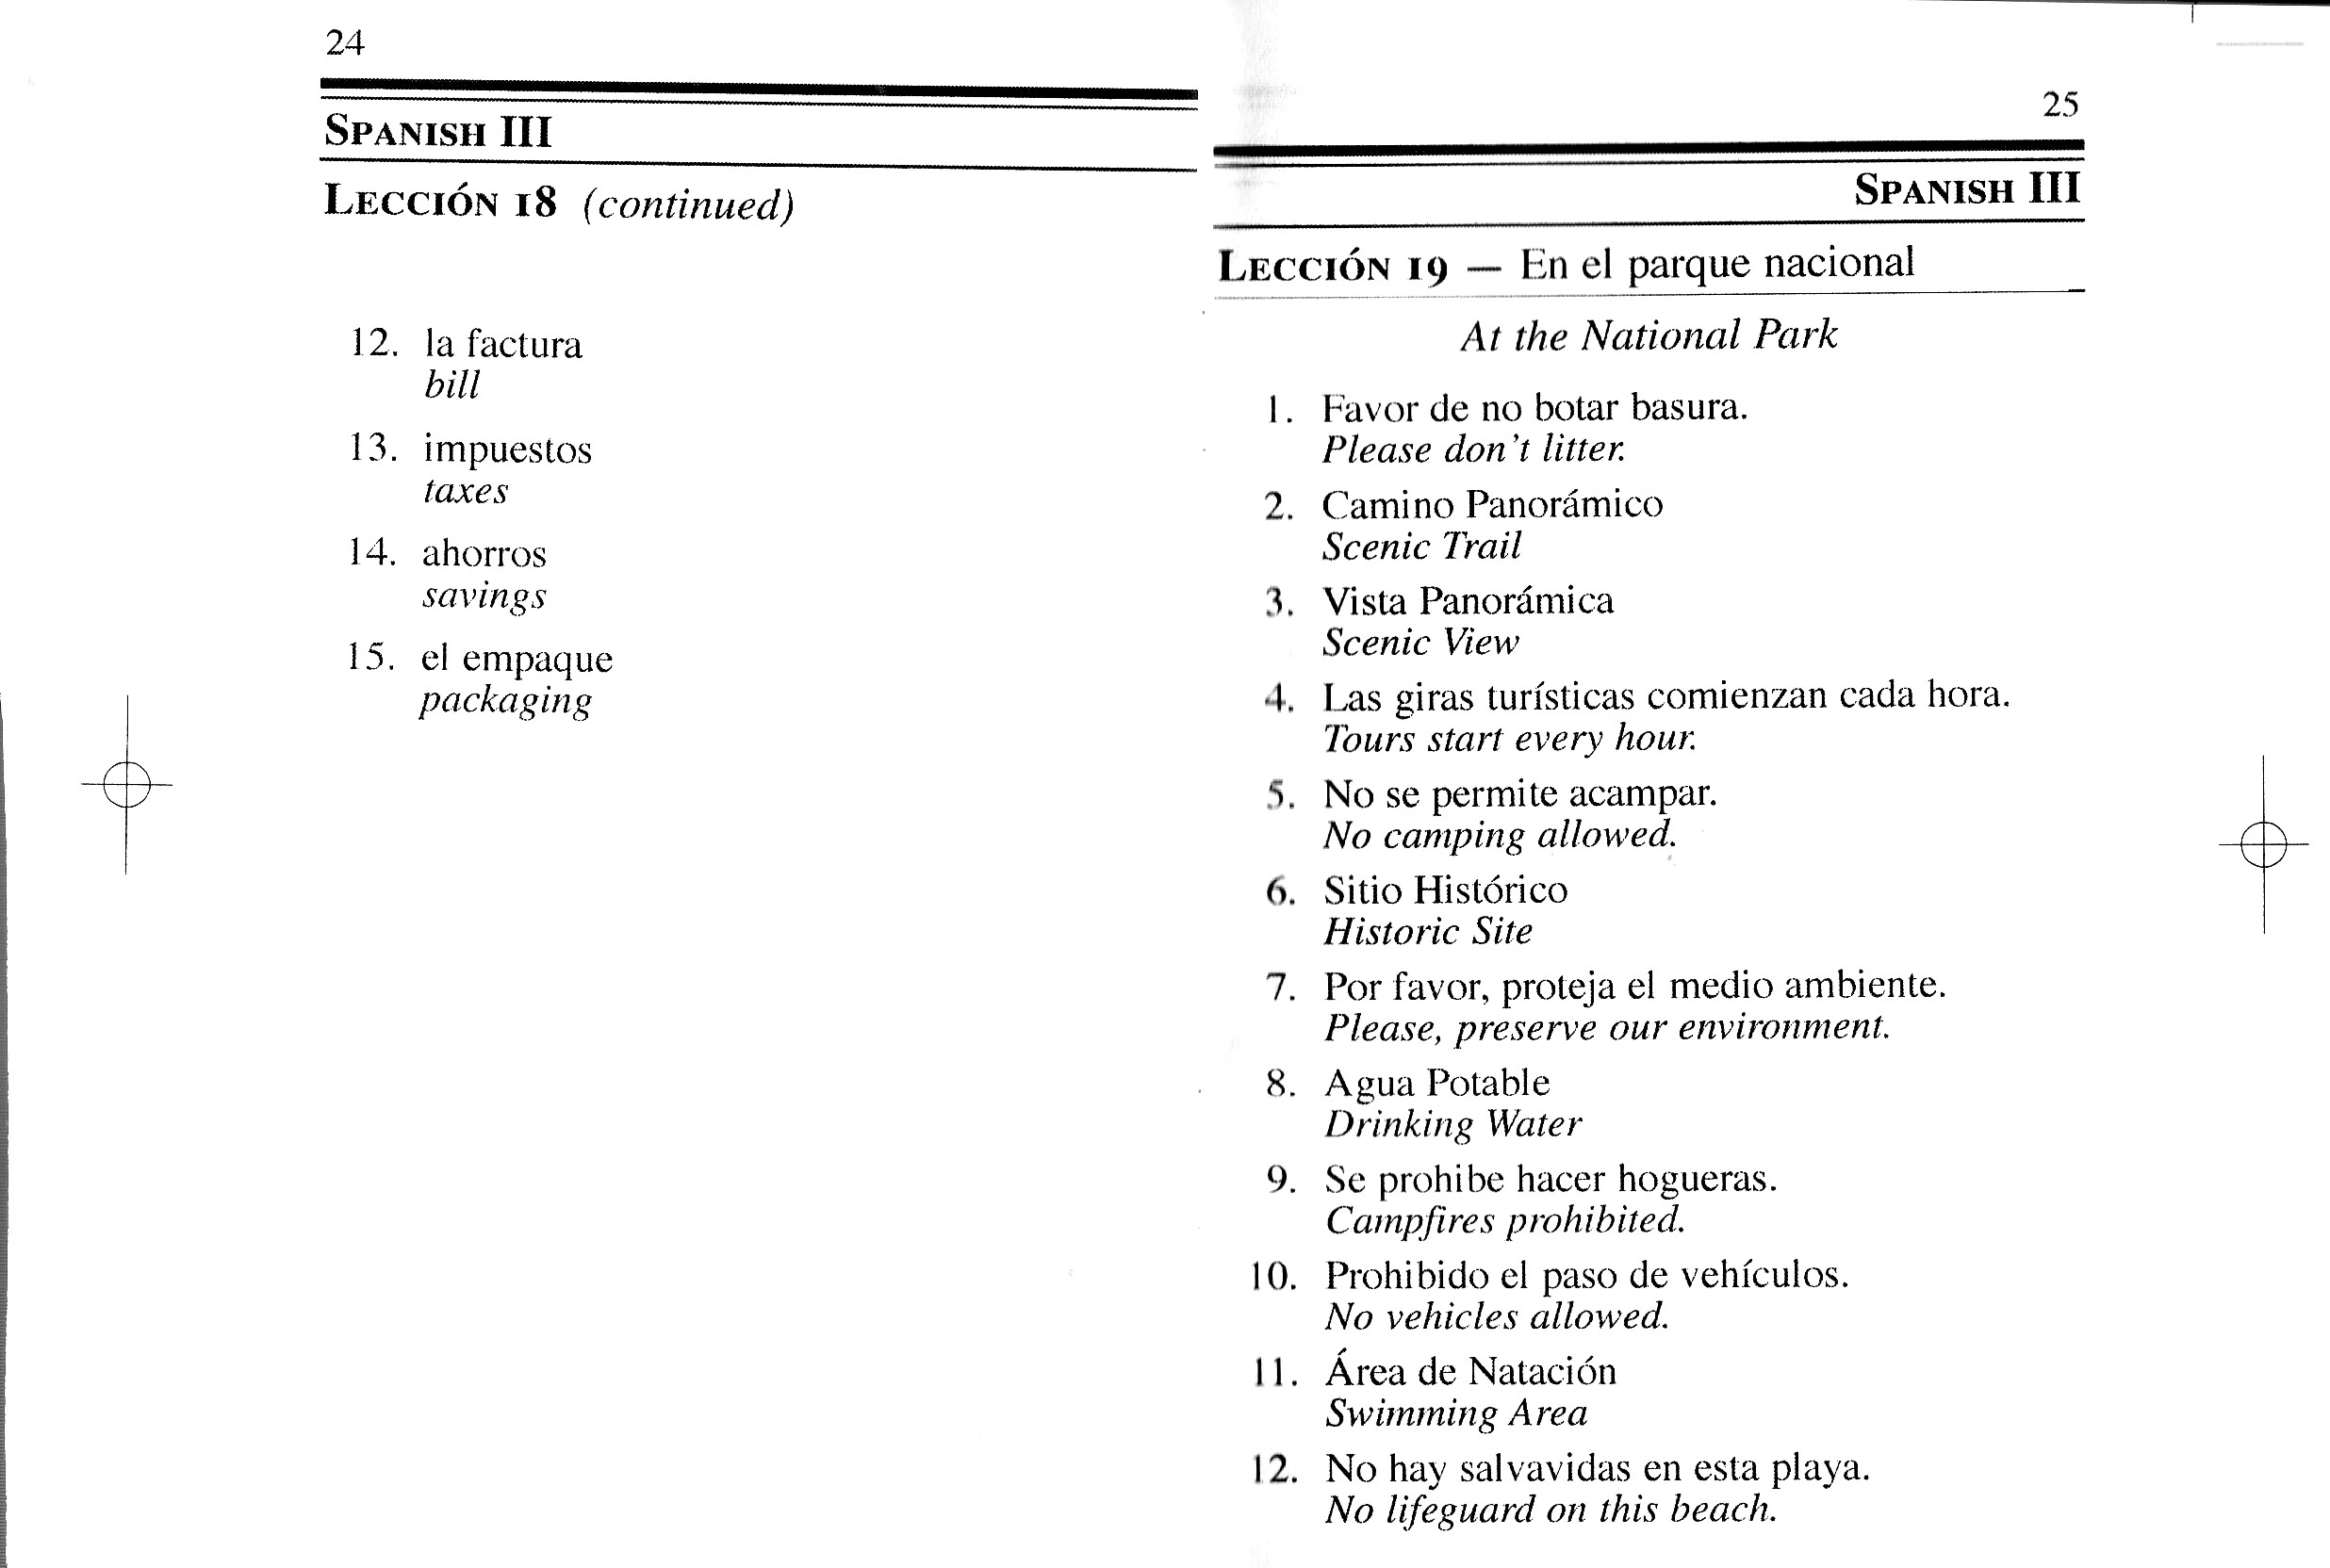 24
SPANISH III
LECCIÓN 18 (continued)
12. la factura
bill
13. impuestos
taxes
14. ahorros
savings
15. el empaque
packaging
25
SPANISH III
LECCIÓN 19 — En el parque nacional
At the National Park
1. Favor de no botar basura.
Please don't litter.
2. Camino Panorámico
Scenic Trail
3. Vista Panorámica
Scenic View
4. Las giras turísticas comienzan cada hora.
Tours start every hour.
5. No se permite acampar.
No camping allowed.
6. Sitio Histórico
Historic Site
7. Por favor, proteja el medio ambiente.
Please, preserve our environment.
8. Agua Potable
Drinking Water
9. Se prohibe hacer hogueras.
Campfires prohibited.
10. Prohibido el paso de vehículos.
No vehicles allowed.
11. Área de Natación
Swimming Area
12. No hay salvavidas en esta playa.
No lifeguard on this beach.